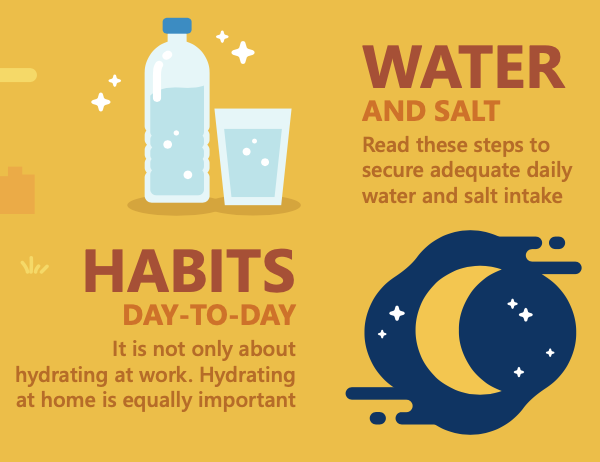 WATER
AND SALT
Read these steps to
secure adequate daily
water and salt intake
HABITS
DAY-TO-DAY
It is not only about
hydrating at work. Hydrating
at home is equally important